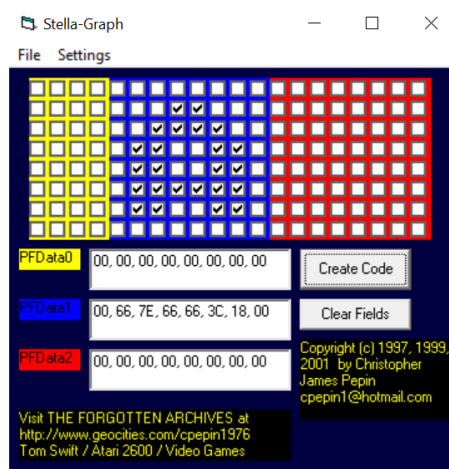 Stella-Graph
File Settings
PFData0
00, 00, 00, 00, 00, 00, 00, 00
Create Code
PFData1
00, 66, 7E, 66, 66, 3C, 18, 00
Clear Fields
PFData2
00, 00, 00, 00, 00, 00, 00, 00
Copyright (c) 1997, 1999,
2001 by Christopher
James Pepin
cpepin1@hotmail.com
Visit THE FORGOTTEN ARCHIVES at
http://www.geocities.com/cpepin1976
Tom Swift / Atari 2600 / Video Games